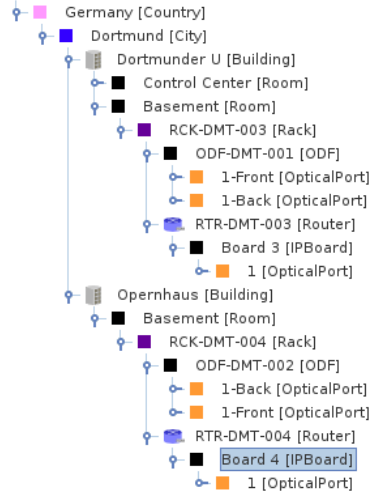 Germany [Country]
Dortmund [City]
Dortmunder U [Building]
Control Center [Room]
Basement [Room]
RCK-DMT-003 [Rack]
ODF-DMT-001 [ODF]
1-Front [OpticalPort]
1-Back [OpticalPort]
RTR-DMT-003 [Router]
Board 3 [IPBoard]
1 [OpticalPort]
Opernhaus [Building]
Basement [Room]
RCK-DMT-004 [Rack]
ODF-DMT-002 [ODF]
1-Back [OpticalPort]
1-Front [OpticalPort]
RTR-DMT-004 [Router]
Board 4 [IPBoard]
1 [OpticalPort]